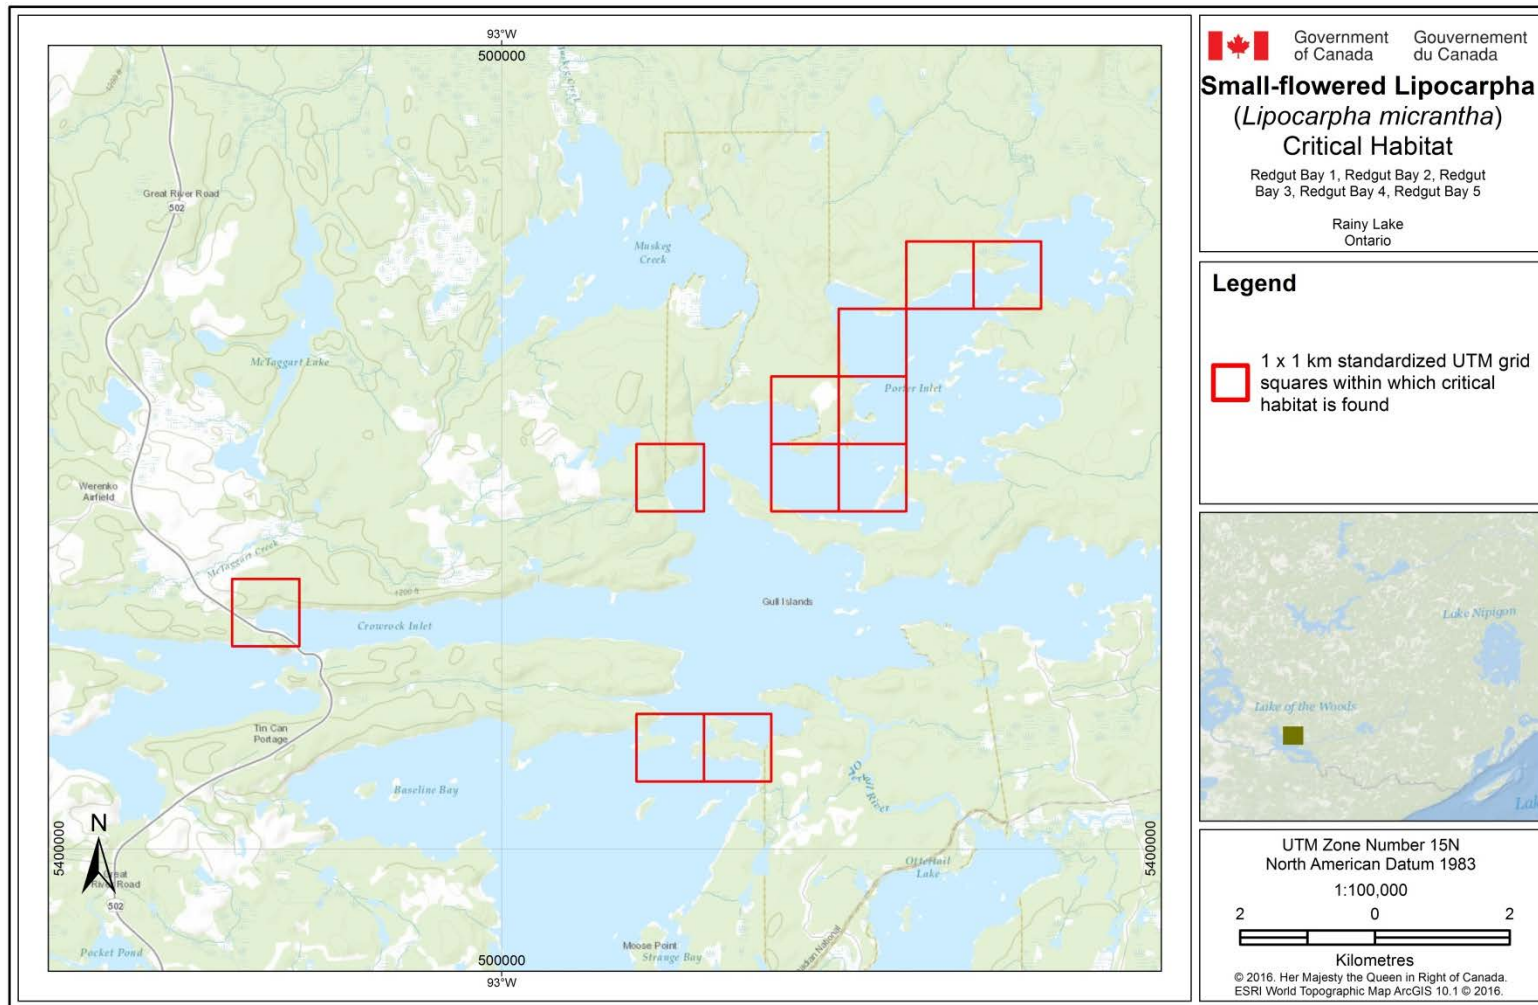 93°W
500000
1200 ft
Great River Road
502
Muskeg
Creek
McTaggart Lake
Porter Inlet
Werenko
Airfield
McTaggart Creek
1200 ft
Gull Islands
Crowrock Inlet
Tin Can
Portage
Baseline Bay
N
5400000
5400000
Great
River Road
502
Ottertail
Lake
Moose Point
Strange Bay
Pocket Pond
500000
93°W
Government
of Canada
Gouvernement
du Canada
Small-flowered Lipocarpha
(Lipocarpha micrantha)
Critical Habitat
Redgut Bay 1, Redgut Bay 2, Redgut
Bay 3, Redgut Bay 4, Redgut Bay 5
Rainy Lake
Ontario
Legend
1 x 1 km standardized UTM grid
squares within which critical
habitat is found
Lake Nipigon
Lake of the Woods
UTM Zone Number 15N
North American Datum 1983
1:100,000
2 0 2
Kilometres
© 2016. Her Majesty the Queen in Right of Canada.
ESRI World Topographic Map ArcGIS 10.1 © 2016.